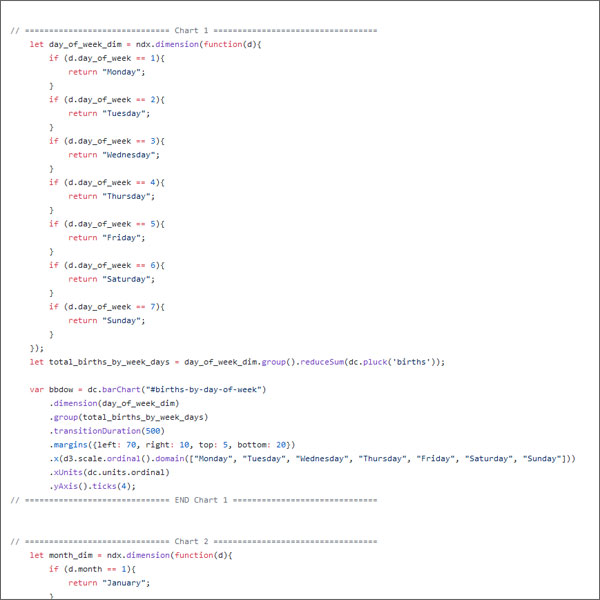 // ============================== Chart 1 ==================================
let day_of_week_dim = ndx.dimension(function(d){
if (d.day_of_week == 1){
return "Monday";
}
if (d.day_of_week == 2){
return "Tuesday";
}
if (d.day_of_week == 3){
return "Wednesday";
}
if (d.day_of_week == 4){
return "Thursday";
}
if (d.day_of_week == 5){
return "Friday";
}
if (d.day_of_week == 6){
return "Saturday";
}
if (d.day_of_week == 7){
return "Sunday";
}
});
let total_births_by_week_days = day_of_week_dim.group().reduceSum(dc.pluck('births'));
var bbdow = dc.barChart("#births-by-day-of-week")
.dimension(day_of_week_dim)
.group(total_births_by_week_days)
.transitionDuration(500)
.margins({left: 70, right: 10, top: 5, bottom: 20})
.x(d3.scale.ordinal().domain(["Monday", "Tuesday", "Wednesday", "Thursday", "Friday", "Saturday", "Sunday"]))
.xUnits(dc.units.ordinal)
.yAxis().ticks(4);
// ============================== END Chart 1 ==============================
// ============================== Chart 2 ==================================
let month_dim = ndx.dimension(function(d){
if (d.month == 1){
return "January";
}